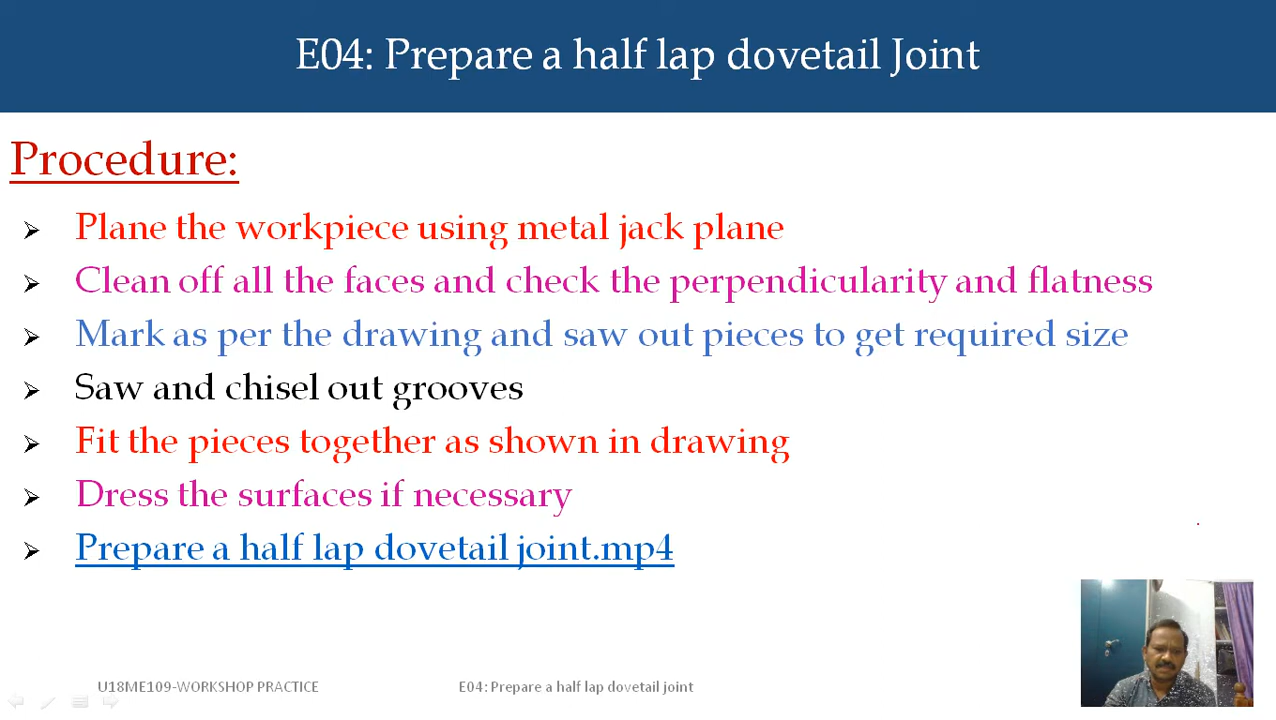 E04: Prepare a half lap dovetail Joint
Procedure:
Plane the workpiece using metal jack plane
Clean off all the faces and check the perpendicularity and flatness
Mark as per the drawing and saw out pieces to get required size
Saw and chisel out grooves
Fit the pieces together as shown in drawing
Dress the surfaces if necessary
Prepare a half lap dovetail joint.mp4
U18ME109-WORKSHOP PRACTICE
E04: Prepare a half lap dovetail joint